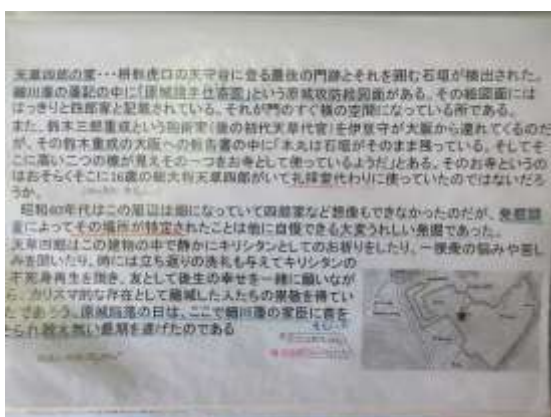 天草四郎の家・・・枡形虎口の天守台に登る最後の門跡とそれを囲む石垣が検出された。
細川藩の藩記の中に「原城仕寄図」という原城攻防絵図面がある。その絵図面には
はっきりと四郎家と記載されている。それが門のすぐ横の空間になっている所である。
また、鈴木三郎重成という砲術家(後の初代天草代官)を伊豆守が大阪から連れてくるのだ
が、その鈴木重成の大阪への報告書の中に「本丸は石垣がそのまま残っている。そしてそ
こに高い二つの棟が見えその一つをお寺として使っているようだ」とある。そのお寺というの
はおそらくそこに16歳の総大将天草四郎がいて礼拝堂代わりに使っていたのではないだろ
うか。
昭和60年代はこの周辺は畑になっていて四郎家など想像もできなかったのだが、発掘調
査によってその場所が特定されたことは他に自慢できる大変うれしい発掘であった。
天草四郎はこの建物の中で静かにキリシタンとしてのお祈りをしたり、一揆衆の悩みや苦し
みを聞いたり、時には立ち返りの洗礼も与えてキリシタンの
不死身再生を説き、友として後生の幸せを一緒に願いなが
ら、カリスマ的な存在として籠城した人たちの崇敬を得てい
たであろう。原城陥落の日は、ここで細川藩の家臣に首を
とられ最期を遂げたのである